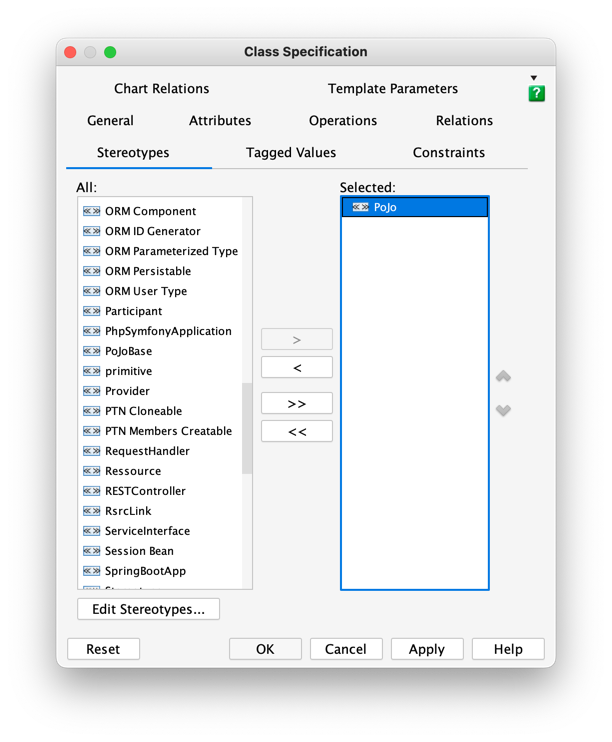 Class Specification
Chart Relations
Template Parameters
?
General
Attributes
Operations
Relations
Stereotypes
Tagged Values
Constraints
All:
ORM Component
ORM ID Generator
ORM Parameterized Type
ORM Persistable
ORM User Type
Participant
PhpSymfonyApplication
PoJoBase
primitive
Provider
PTN Cloneable
PTN Members Creatable
RequestHandler
Ressource
RESTController
RsrcLink
ServiceInterface
Session Bean
SpringBootApp
>
<
>>
<<
Selected:
PoJo
Edit Stereotypes...
Reset
OK
Cancel
Apply
Help